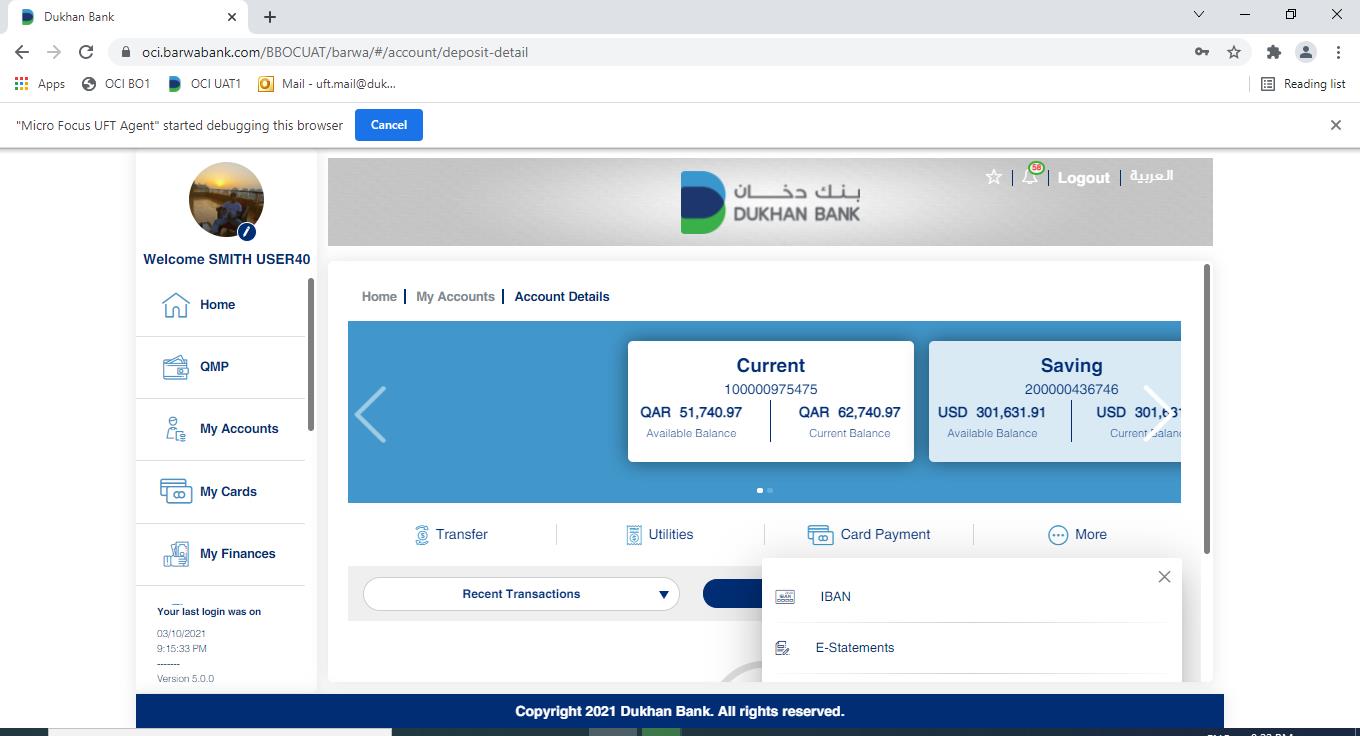 Dukhan Bank
oci.barwabank.com/BBOCUAT/barwa/#/account/deposit-detail
Apps OCI BO1 OCI UAT1 Mail - uft.mail@duk... Reading list
"Micro Focus UFT Agent" started debugging this browser Cancel
56 Logout العربية
بنك دخان
DUKHAN BANK
Welcome SMITH USER40
Home
QMP
My Accounts
My Cards
My Finances
Your last login was on
03/10/2021
9:15:33 PM
-------
Version 5.0.0
Home My Accounts Account Details
Current
100000975475
QAR 51,740.97 QAR 62,740.97
Available Balance Current Balance
Saving
200000436746
USD 301,631.91 USD
Available Balance Current
Transfer Utilities Card Payment More
Recent Transactions
IBAN
E-Statements
Copyright 2021 Dukhan Bank. All rights reserved.